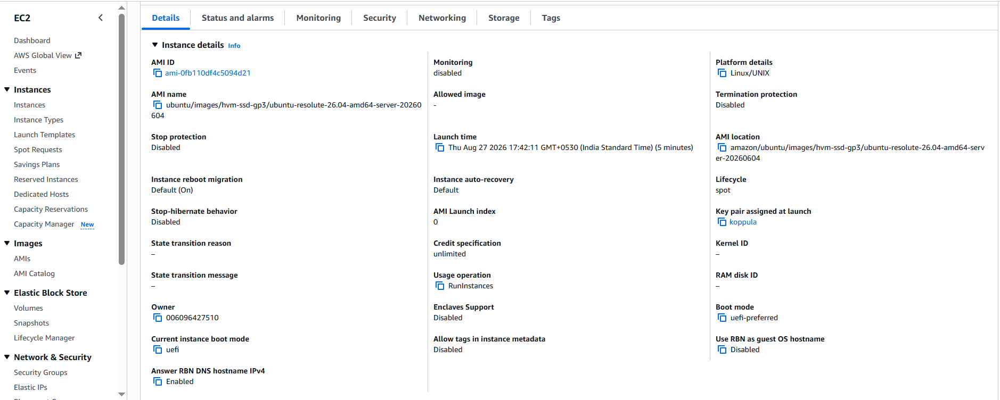 EC2
Dashboard
AWS Global View
Events
Instances
Instances
Instance Types
Launch Templates
Spot Requests
Savings Plans
Reserved Instances
Dedicated Hosts
Capacity Reservations
Capacity Manager New
Images
AMIs
AMI Catalog
Elastic Block Store
Volumes
Snapshots
Lifecycle Manager
Network & Security
Security Groups
Elastic IPs
Details Status and alarms Monitoring Security Networking Storage Tags
Instance details Info
AMI ID
ami-0fb110df4c5094d21
Monitoring
disabled
Platform details
Linux/UNIX
AMI name
ubuntu/images/hvm-ssd-gp3/ubuntu-resolute-26.04-amd64-server-20260
604
Allowed image
-
Termination protection
Disabled
Stop protection
Disabled
Launch time
Thu Aug 27 2026 17:42:11 GMT+0530 (India Standard Time) (5 minutes)
AMI location
amazon/ubuntu/images/hvm-ssd-gp3/ubuntu-resolute-26.04-amd64-serv
er-20260604
Instance reboot migration
Default (On)
Instance auto-recovery
Default
Lifecycle
spot
Stop-hibernate behavior
Disabled
AMI Launch index
0
Key pair assigned at launch
koppula
State transition reason
–
Credit specification
unlimited
Kernel ID
–
State transition message
–
Usage operation
RunInstances
RAM disk ID
–
Owner
006096427510
Enclaves Support
Disabled
Boot mode
uefi-preferred
Current instance boot mode
uefi
Allow tags in instance metadata
Disabled
Use RBN as guest OS hostname
Disabled
Answer RBN DNS hostname IPv4
Enabled